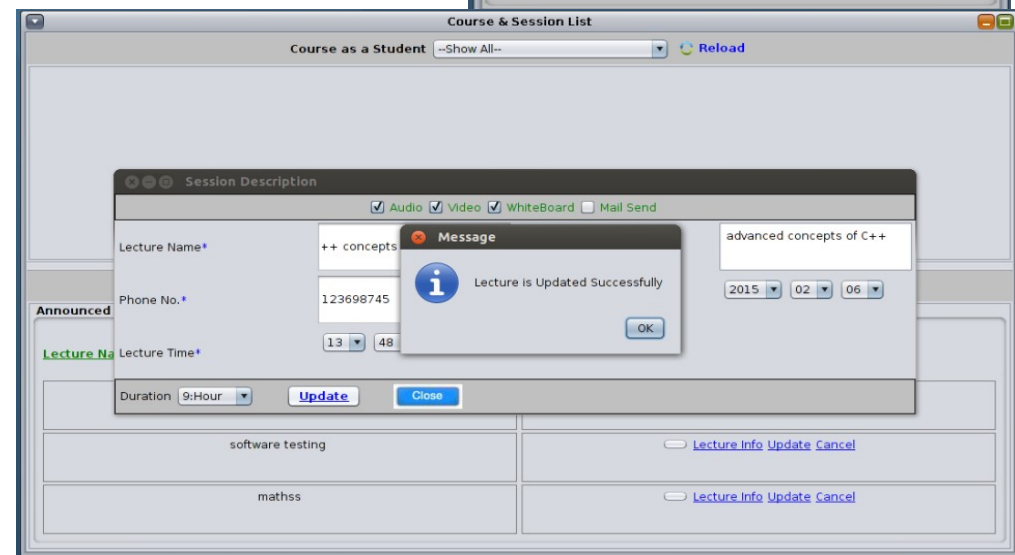 Course & Session List
Course as a Student --Show All-- Reload
Session Description
Audio Video WhiteBoard Mail Send
Lecture Name* ++ concepts
Message
advanced concepts of C++
Lecture is Updated Successfully
Phone No.* 123698745
2015 02 06
OK
Announced
Lecture Na
Lecture Time* 13 48
Duration 9:Hour Update Close
software testing Lecture Info Update Cancel
mathss Lecture Info Update Cancel